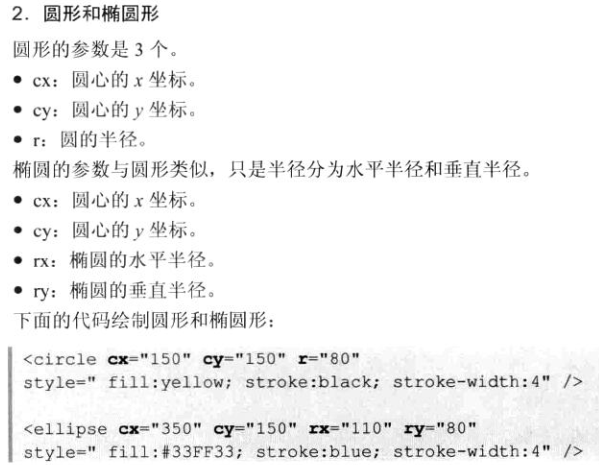 2．圆形和椭圆形
圆形的参数是 3 个。
● cx：圆心的 x 坐标。
● cy：圆心的 y 坐标。
● r：圆的半径。
椭圆的参数与圆形类似，只是半径分为水平半径和垂直半径。
● cx：圆心的 x 坐标。
● cy：圆心的 y 坐标。
● rx：椭圆的水平半径。
● ry：椭圆的垂直半径。
下面的代码绘制圆形和椭圆形：
<circle cx="150" cy="150" r="80"
style=" fill:yellow; stroke:black; stroke-width:4" />
<ellipse cx="350" cy="150" rx="110" ry="80"
style=" fill:#33FF33; stroke:blue; stroke-width:4" />